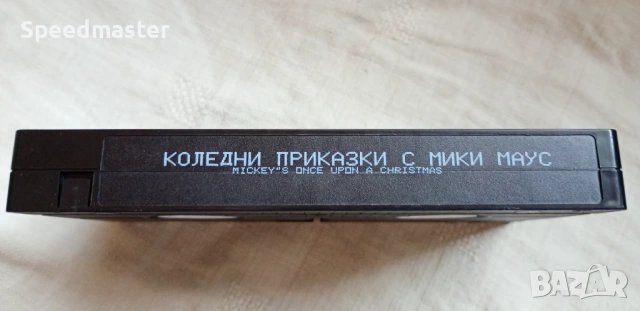 Speedmaster
КОЛЕДНИ ПРИКАЗКИ С МИКИ МАУС
MICKEY"S ONCE UPON A CHRISTMAS
BAZAR